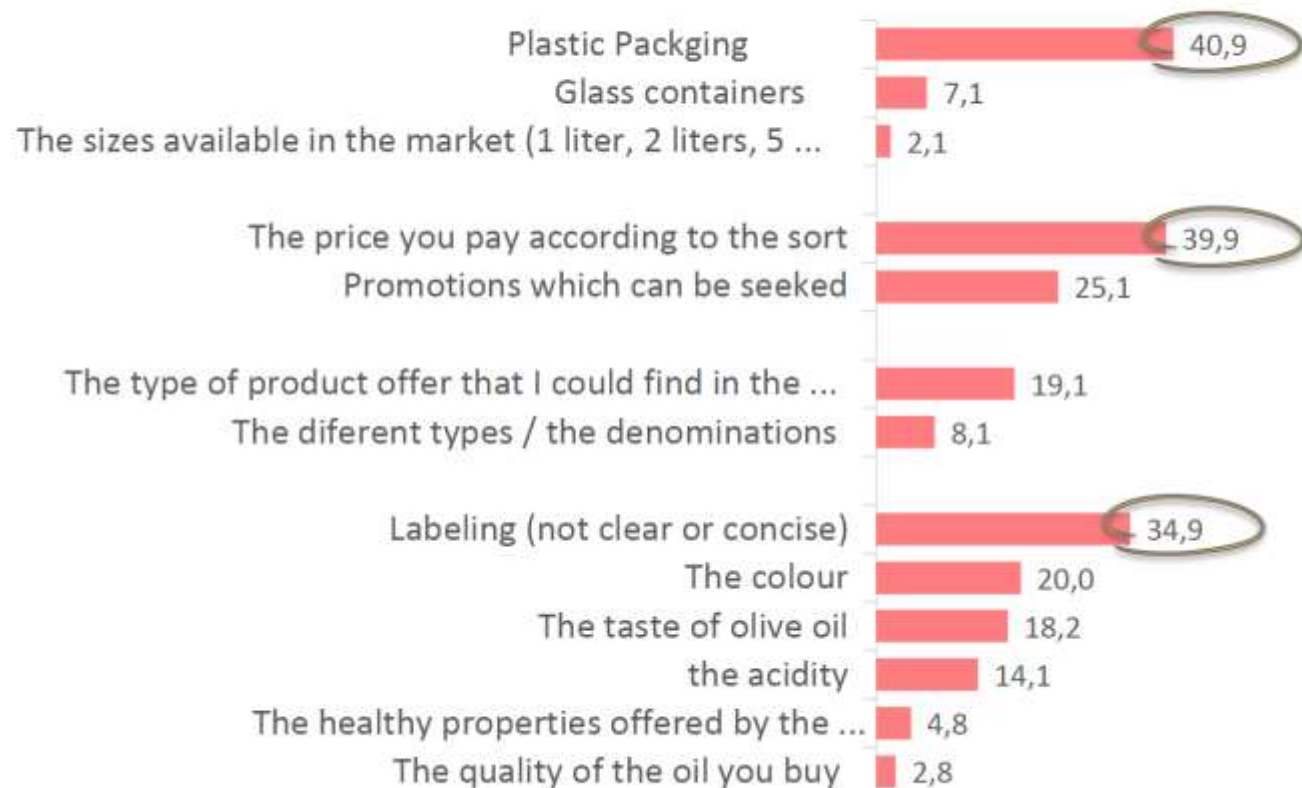 Plastic Packging 40,9
Glass containers 7,1
The sizes available in the market (1 liter, 2 liters, 5 ... 2,1
The price you pay according to the sort 39,9
Promotions which can be seeked 25,1
The type of product offer that I could find in the ... 19,1
The diferent types / the denominations 8,1
Labeling (not clear or concise) 34,9
The colour 20,0
The taste of olive oil 18,2
the acidity 14,1
The healthy properties offered by the ... 4,8
The quality of the oil you buy 2,8